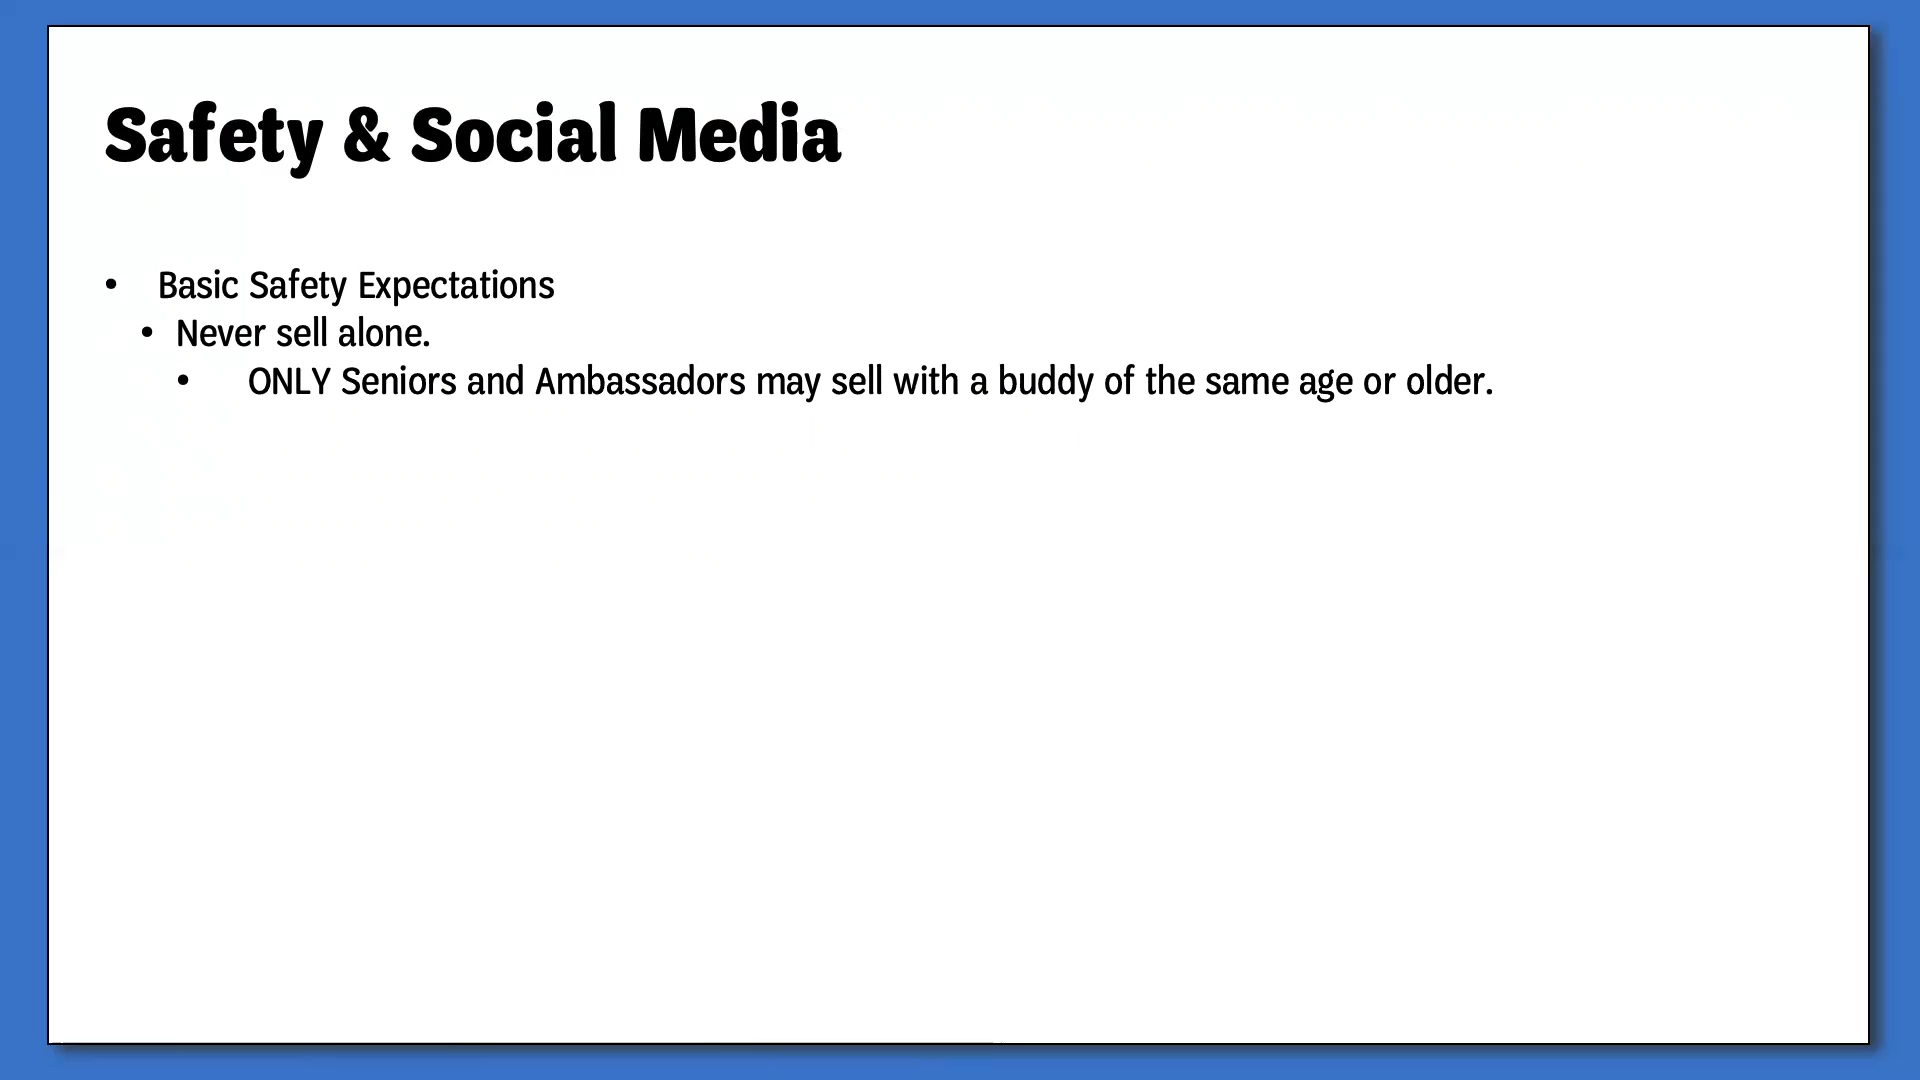 Safety & Social Media
• Basic Safety Expectations
• Never sell alone.
• ONLY Seniors and Ambassadors may sell with a buddy of the same age or older.